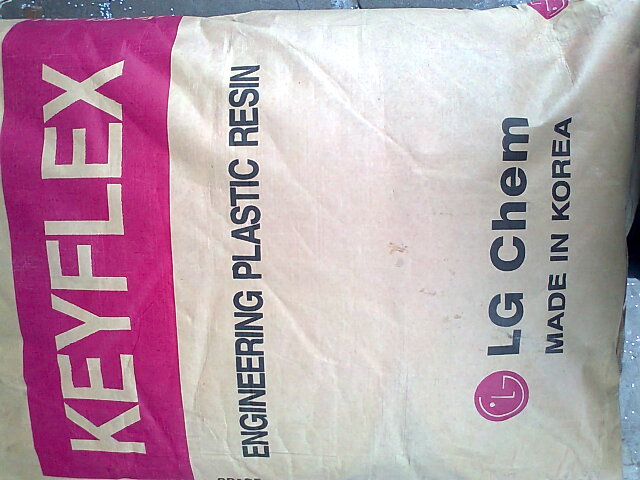 KEYFLEX
ENGINEERING PLASTIC RESIN
LG Chem
MADE IN KOREA